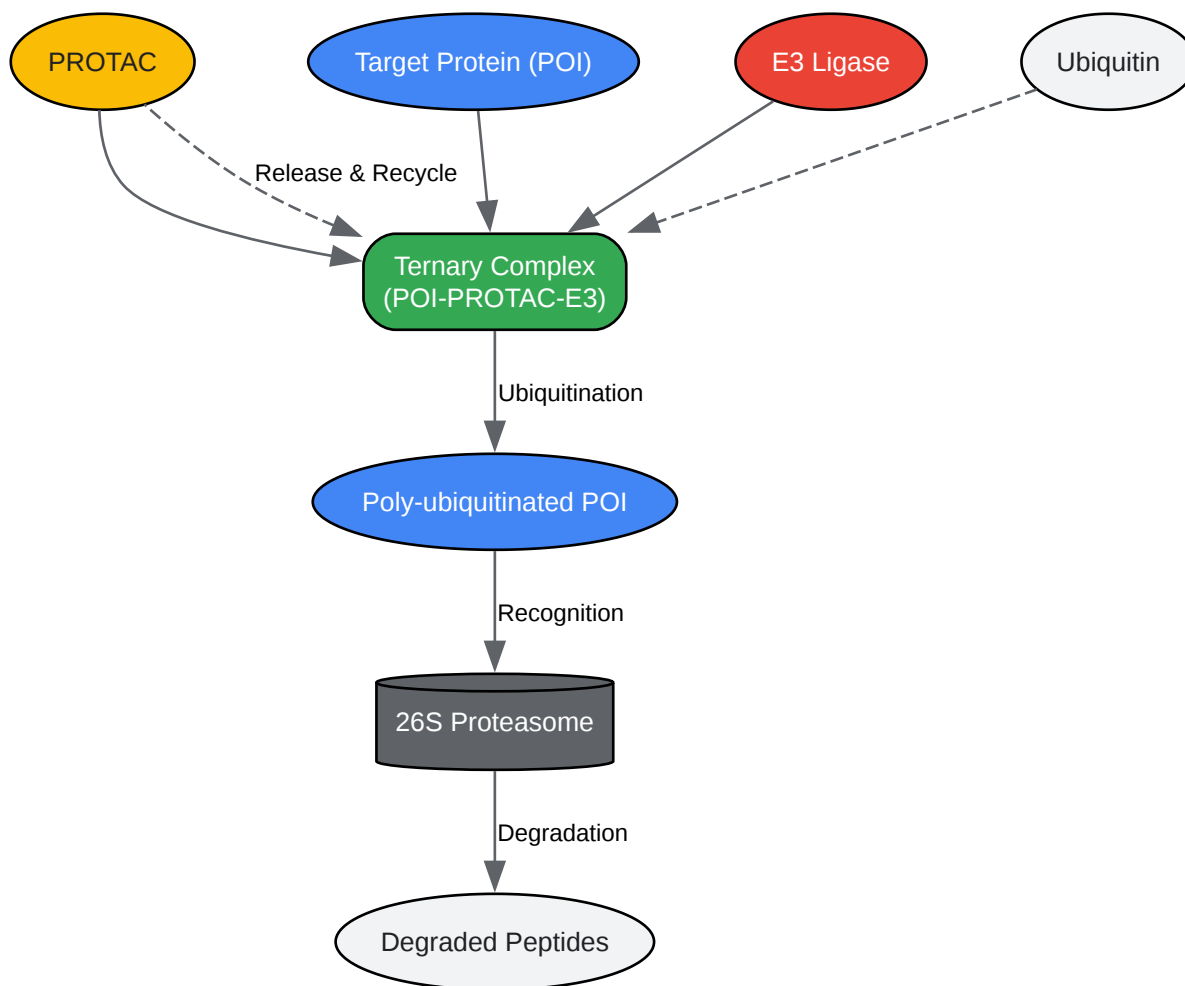 PROTAC
Target Protein (POI)
E3 Ligase
Ubiquitin
Release & Recycle
Ternary Complex
(POI-PROTAC-E3)
Ubiquitination
Poly-ubiquitinated POI
Recognition
26S Proteasome
Degradation
Degraded Peptides